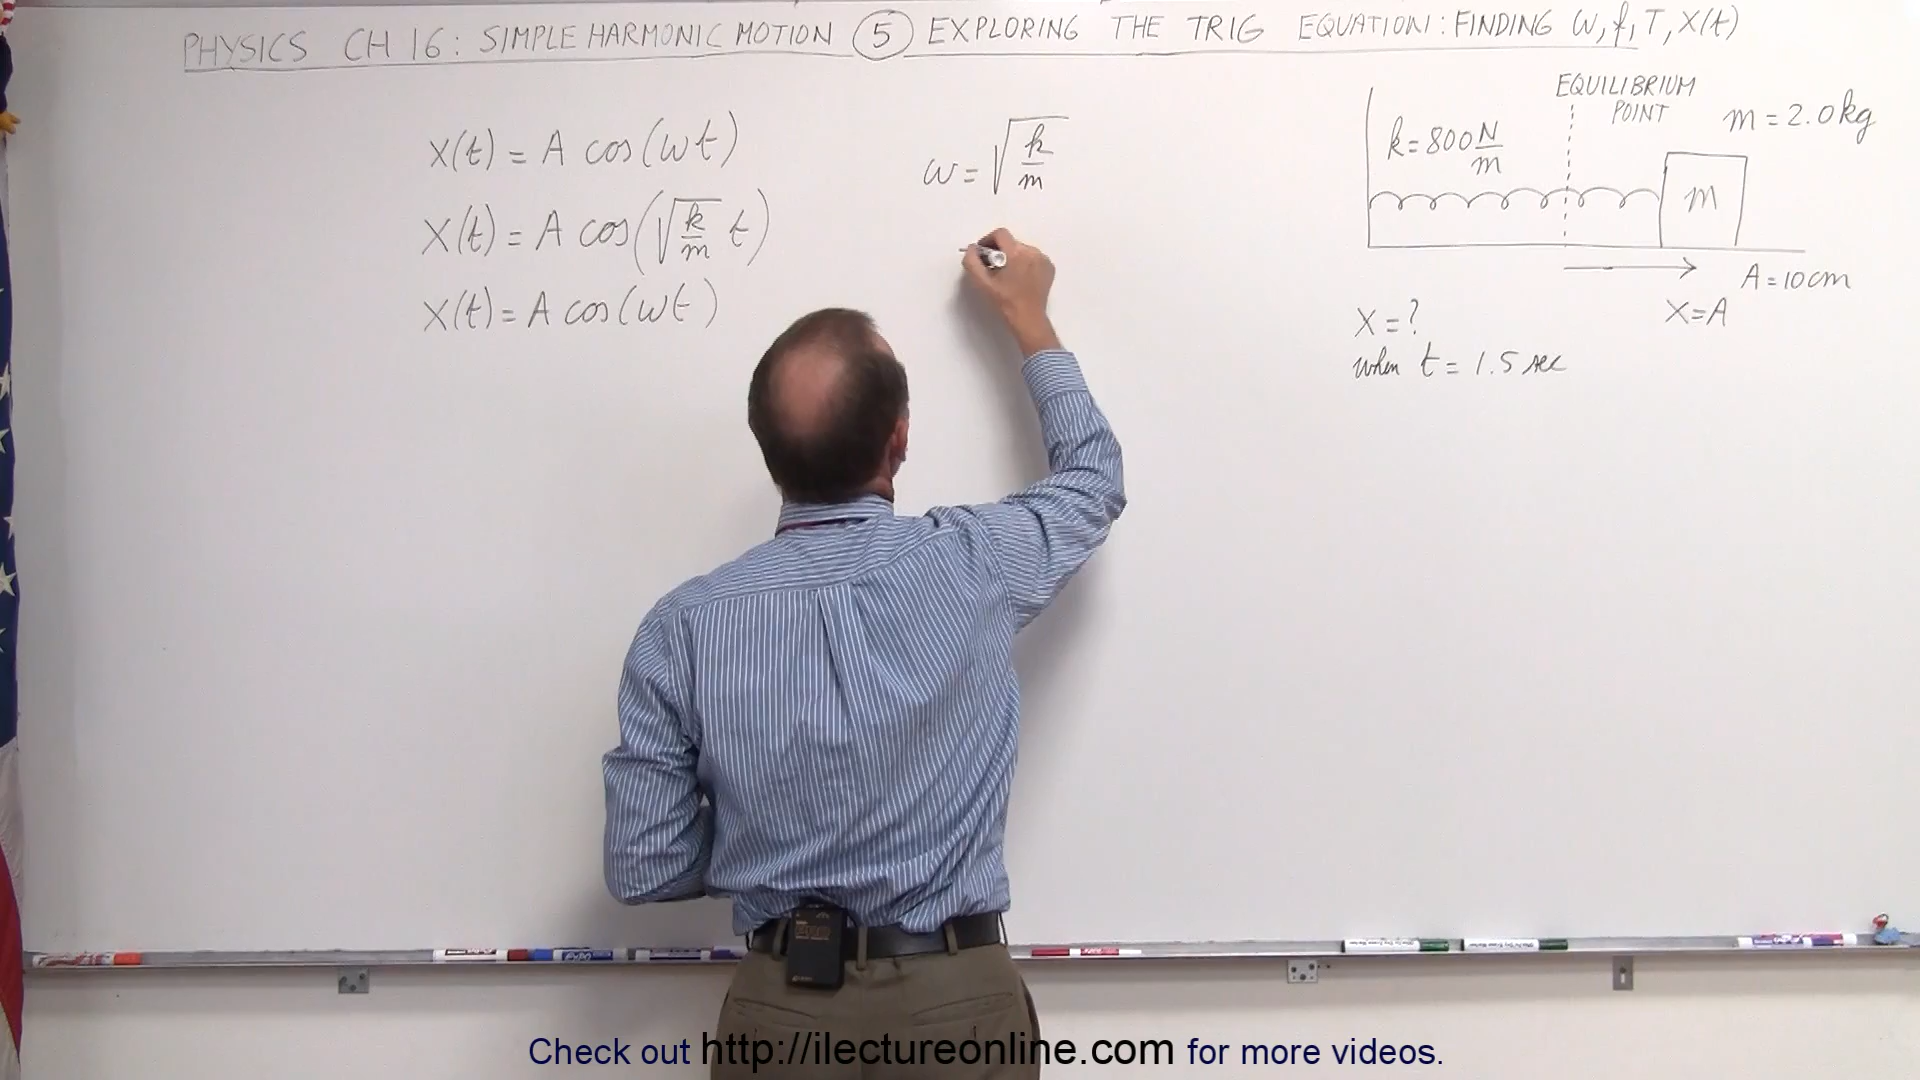 PHYSICS CH 16: SIMPLE HARMONIC MOTION ⑤ EXPLORING THE TRIG EQUATION: FINDING ω, f, T, X(t)
X(t) = A cos(ωt)
X(t) = A cos(√(k/m) t)
X(t) = A cos(ωt)
ω = √(k/m)
EQUILIBRIUM
POINT
m = 2.0 kg
k = 800 N/m
m
A = 10 cm
X = A
X = ?
when t = 1.5 sec
Check out http://ilectureonline.com for more videos.